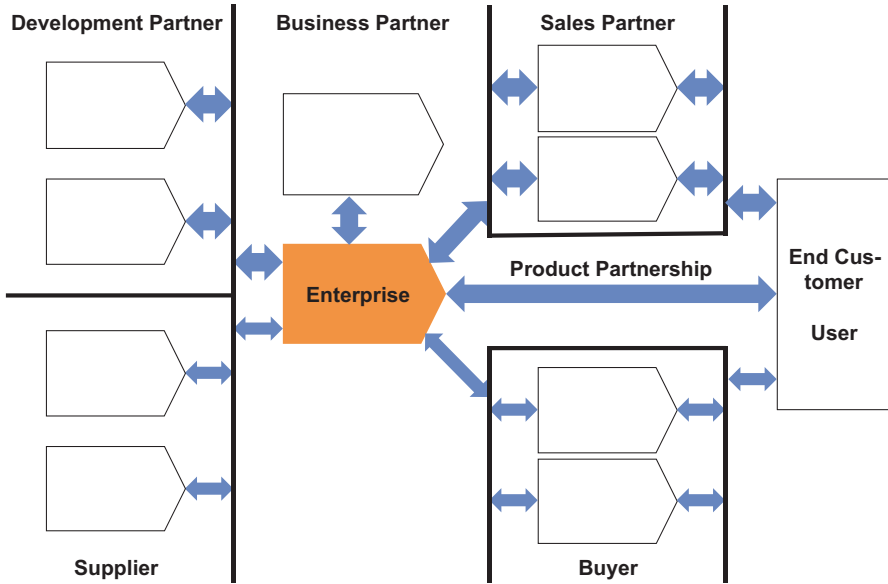 Development Partner
Business Partner
Sales Partner
Enterprise
Product Partnership
End Cus-
tomer
User
Supplier
Buyer